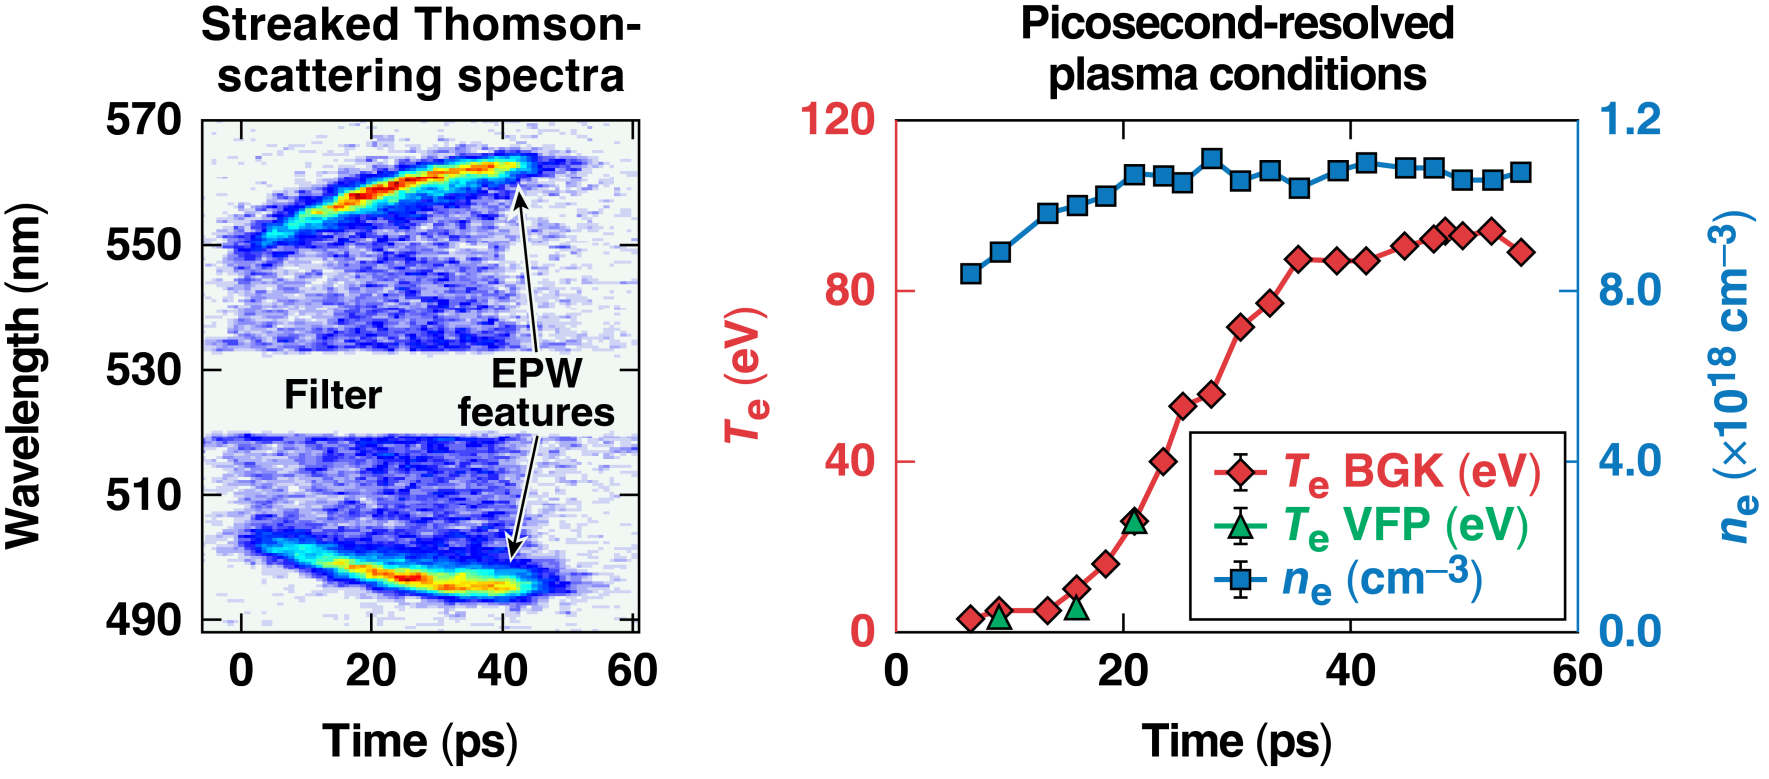 Streaked Thomson-
scattering spectra
570
550
530
510
490
Wavelength (nm)
Filter
EPW
features
0 20 40 60
Time (ps)
Picosecond-resolved
plasma conditions
120
80
40
0
Te (eV)
1.2
8.0
4.0
0.0
ne (×10^18 cm–3)
Te BGK (eV)
Te VFP (eV)
ne (cm–3)
0 20 40 60
Time (ps)